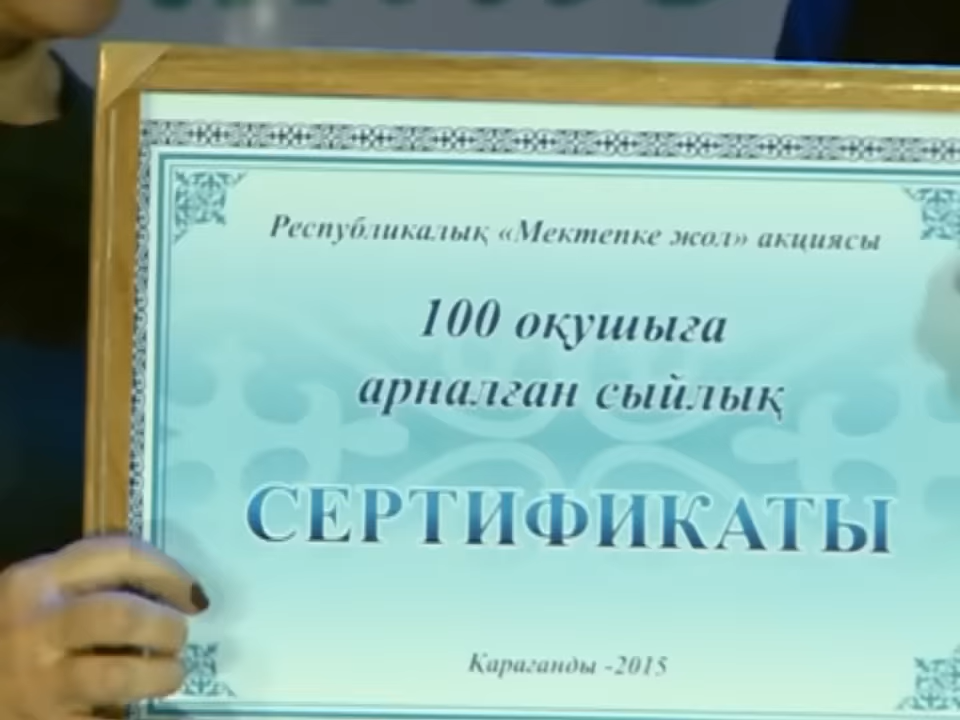 Республикалық «Мектепке жол» акциясы
100 оқушыға
арналған сыйлық
СЕРТИФИКАТЫ
Қарағанды -2015